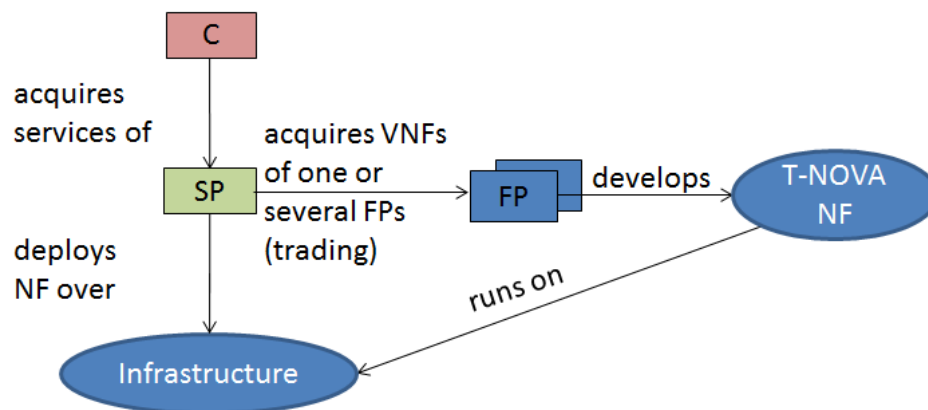 C
acquires
services of
SP
acquires VNFs
of one or
several FPs
(trading)
FP
develops
T-NOVA
NF
deploys
NF over
runs on
Infrastructure